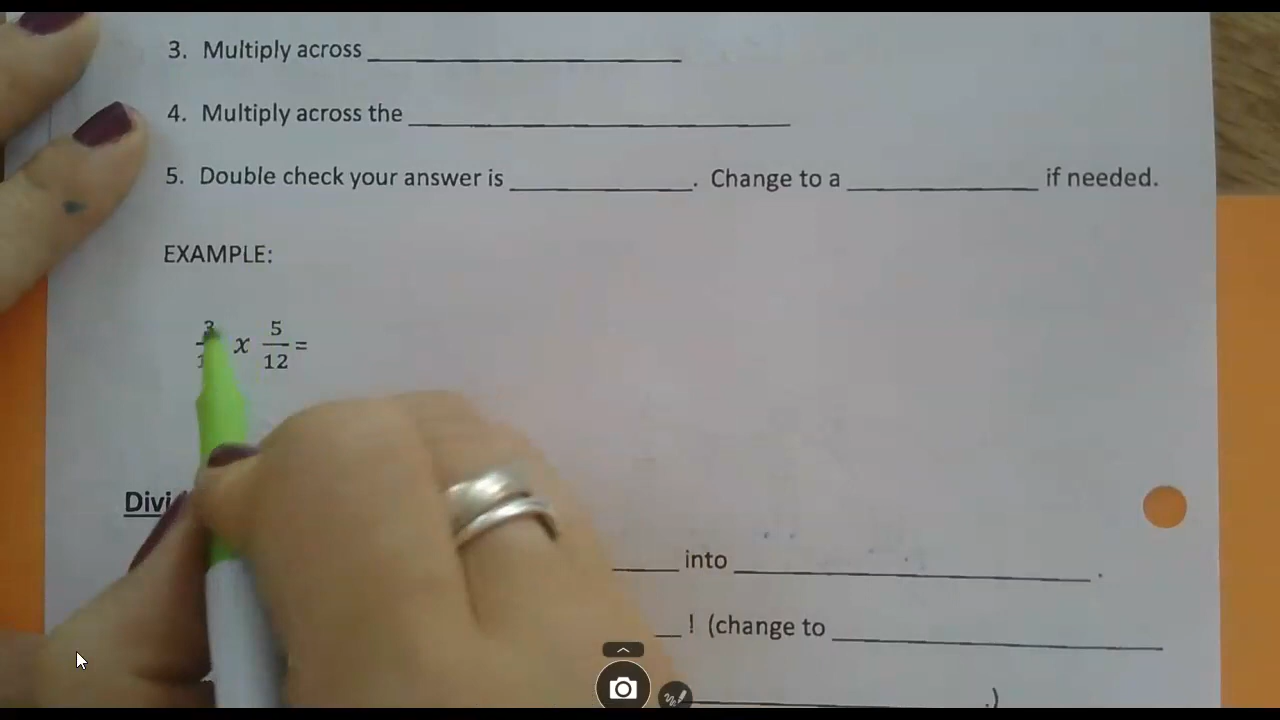 3. Multiply across
4. Multiply across the
5. Double check your answer is . Change to a if needed.
EXAMPLE:
x 5/12 =
into .
! (change to
.)